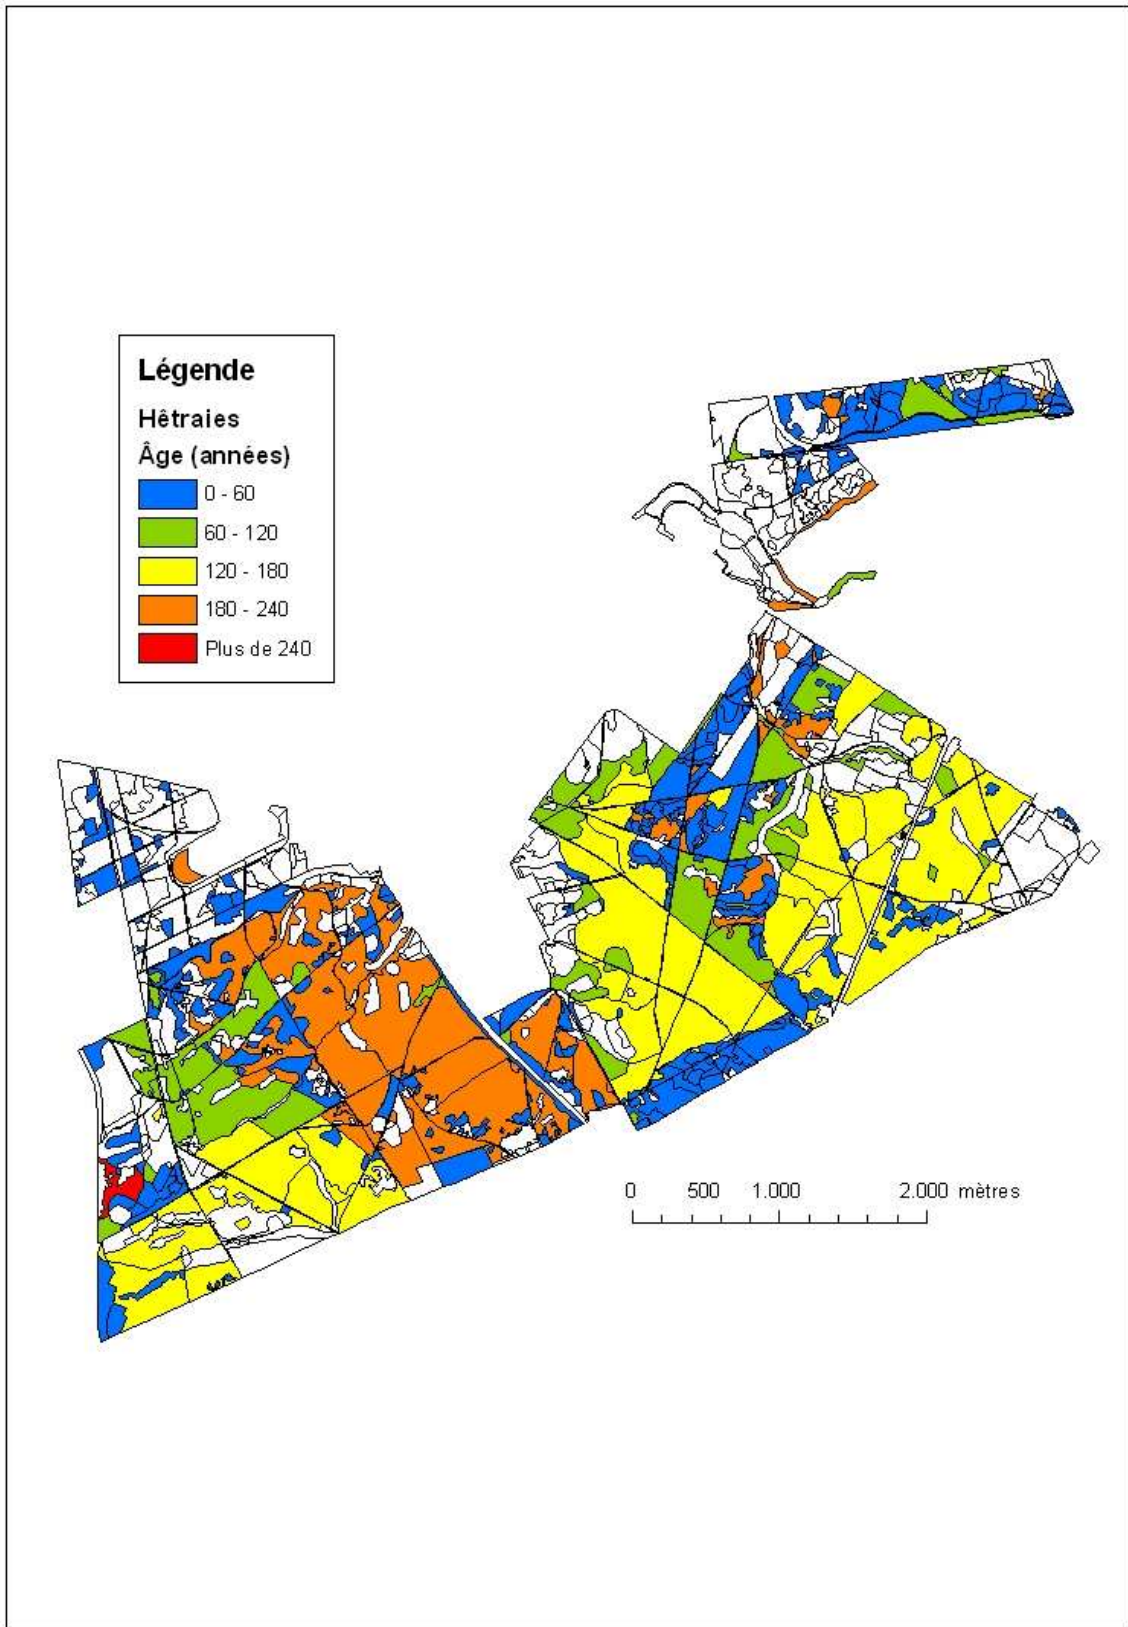 Légende
Hêtraies
Âge (années)
0 - 60
60 - 120
120 - 180
180 - 240
Plus de 240
0 500 1.000 2.000 mètres